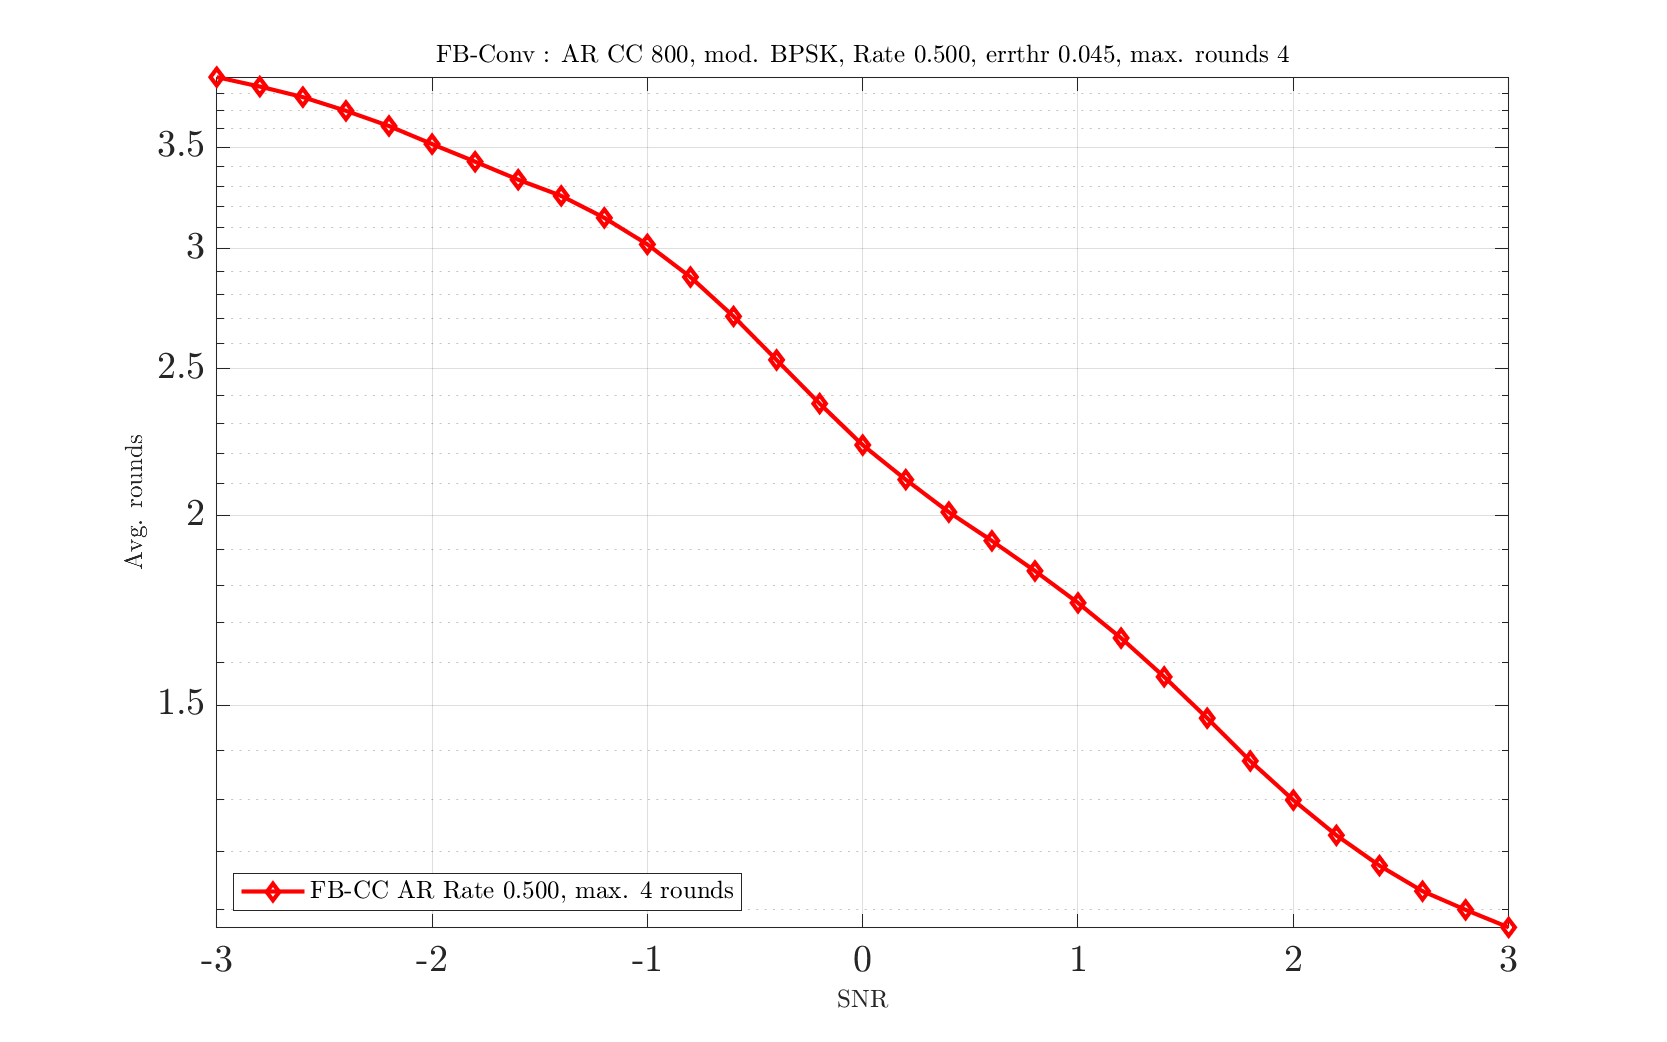 FB-Conv : AR CC 800, mod. BPSK, Rate 0.500, errthr 0.045, max. rounds 4
3.5
3
2.5
2
1.5
Avg. rounds
FB-CC AR Rate 0.500, max. 4 rounds
-3 -2 -1 0 1 2 3
SNR